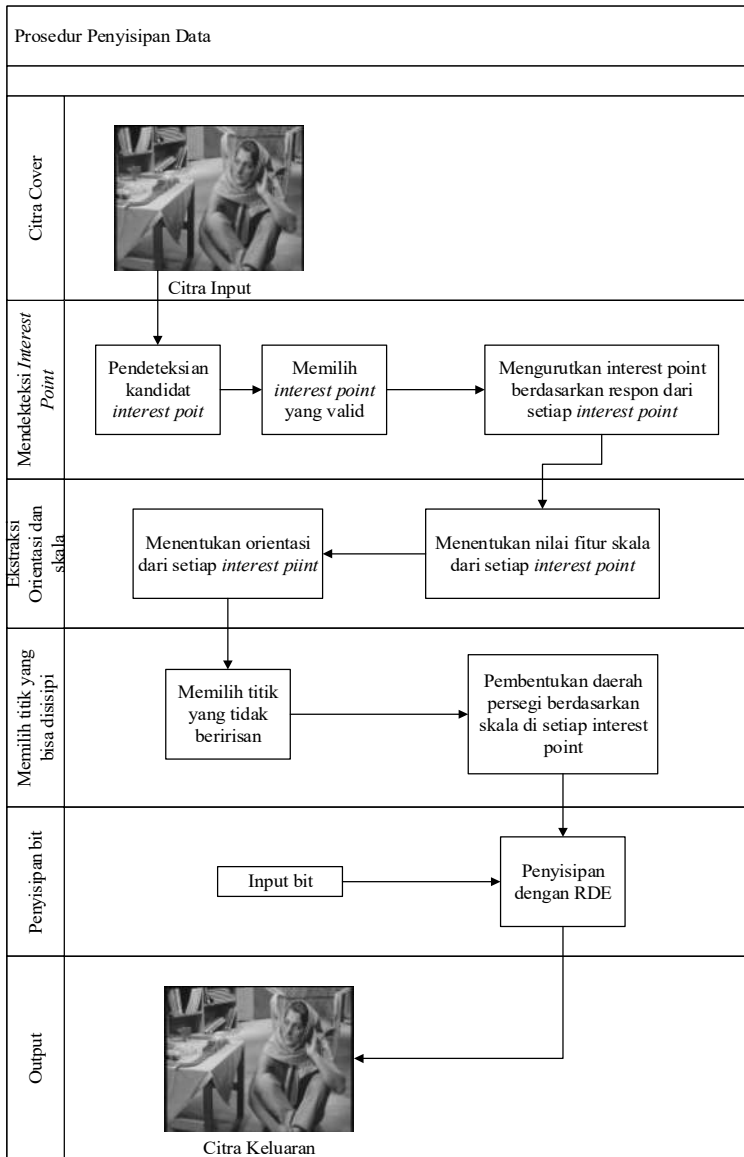 Prosedur Penyisipan Data
Citra Cover
Citra Input
Mendekteksi Interest
Point
Pendeteksian
kandidat
interest poit
Memilih
interest point
yang valid
Mengurutkan interest point
berdasarkan respon dari
setiap interest point
Ekstraksi
Orientasi dan
skala
Menentukan orientasi
dari setiap interest piint
Menentukan nilai fitur skala
dari setiap interest point
Memilih titik yang
bisa disisipi
Memilih titik
yang tidak
beririsan
Pembentukan daerah
persegi berdasarkan
skala di setiap interest
point
Penyisipan bit
Input bit
Penyisipan
dengan RDE
Output
Citra Keluaran